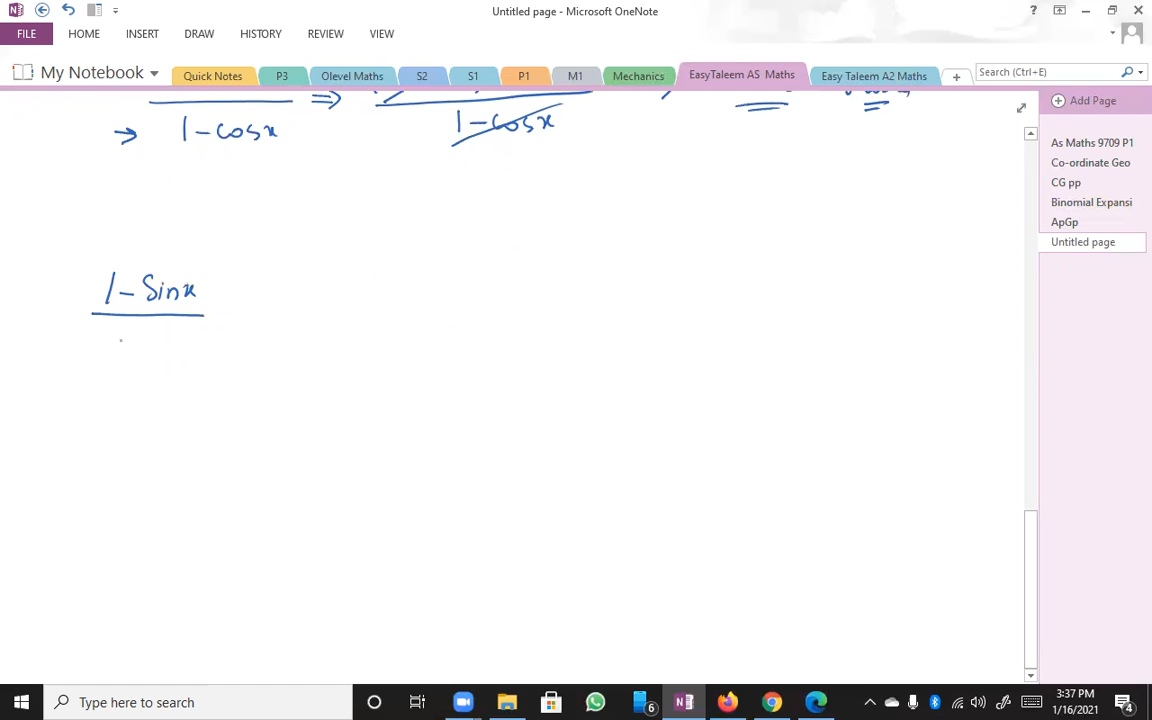 Untitled page - Microsoft OneNote
FILE HOME INSERT DRAW HISTORY REVIEW VIEW
My Notebook Quick Notes P3 Olevel Maths S2 S1 P1 M1 Mechanics EasyTaleem AS Maths Easy Taleem A2 Maths Search (Ctrl+E)
Add Page
As Maths 9709 P1
Co-ordinate Geo
CG pp
Binomial Expansi
ApGp
Untitled page
→ 1-cosx ⇒ 1-cosx
1-Sinx
Type here to search 6 3:37 PM
1/16/2021 4